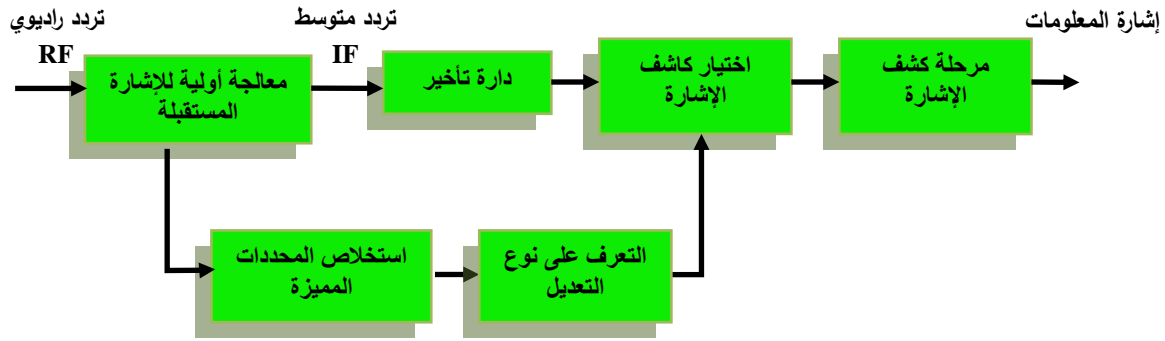 تردد راديوي
RF
تردد متوسط
IF
إشارة المعلومات
معالجة أولية للإشارة
المستقبلة
دارة تأخير
اختيار كاشف
الإشارة
مرحلة كشف
الإشارة
استخلاص المحددات
المميزة
التعرف على نوع
التعديل